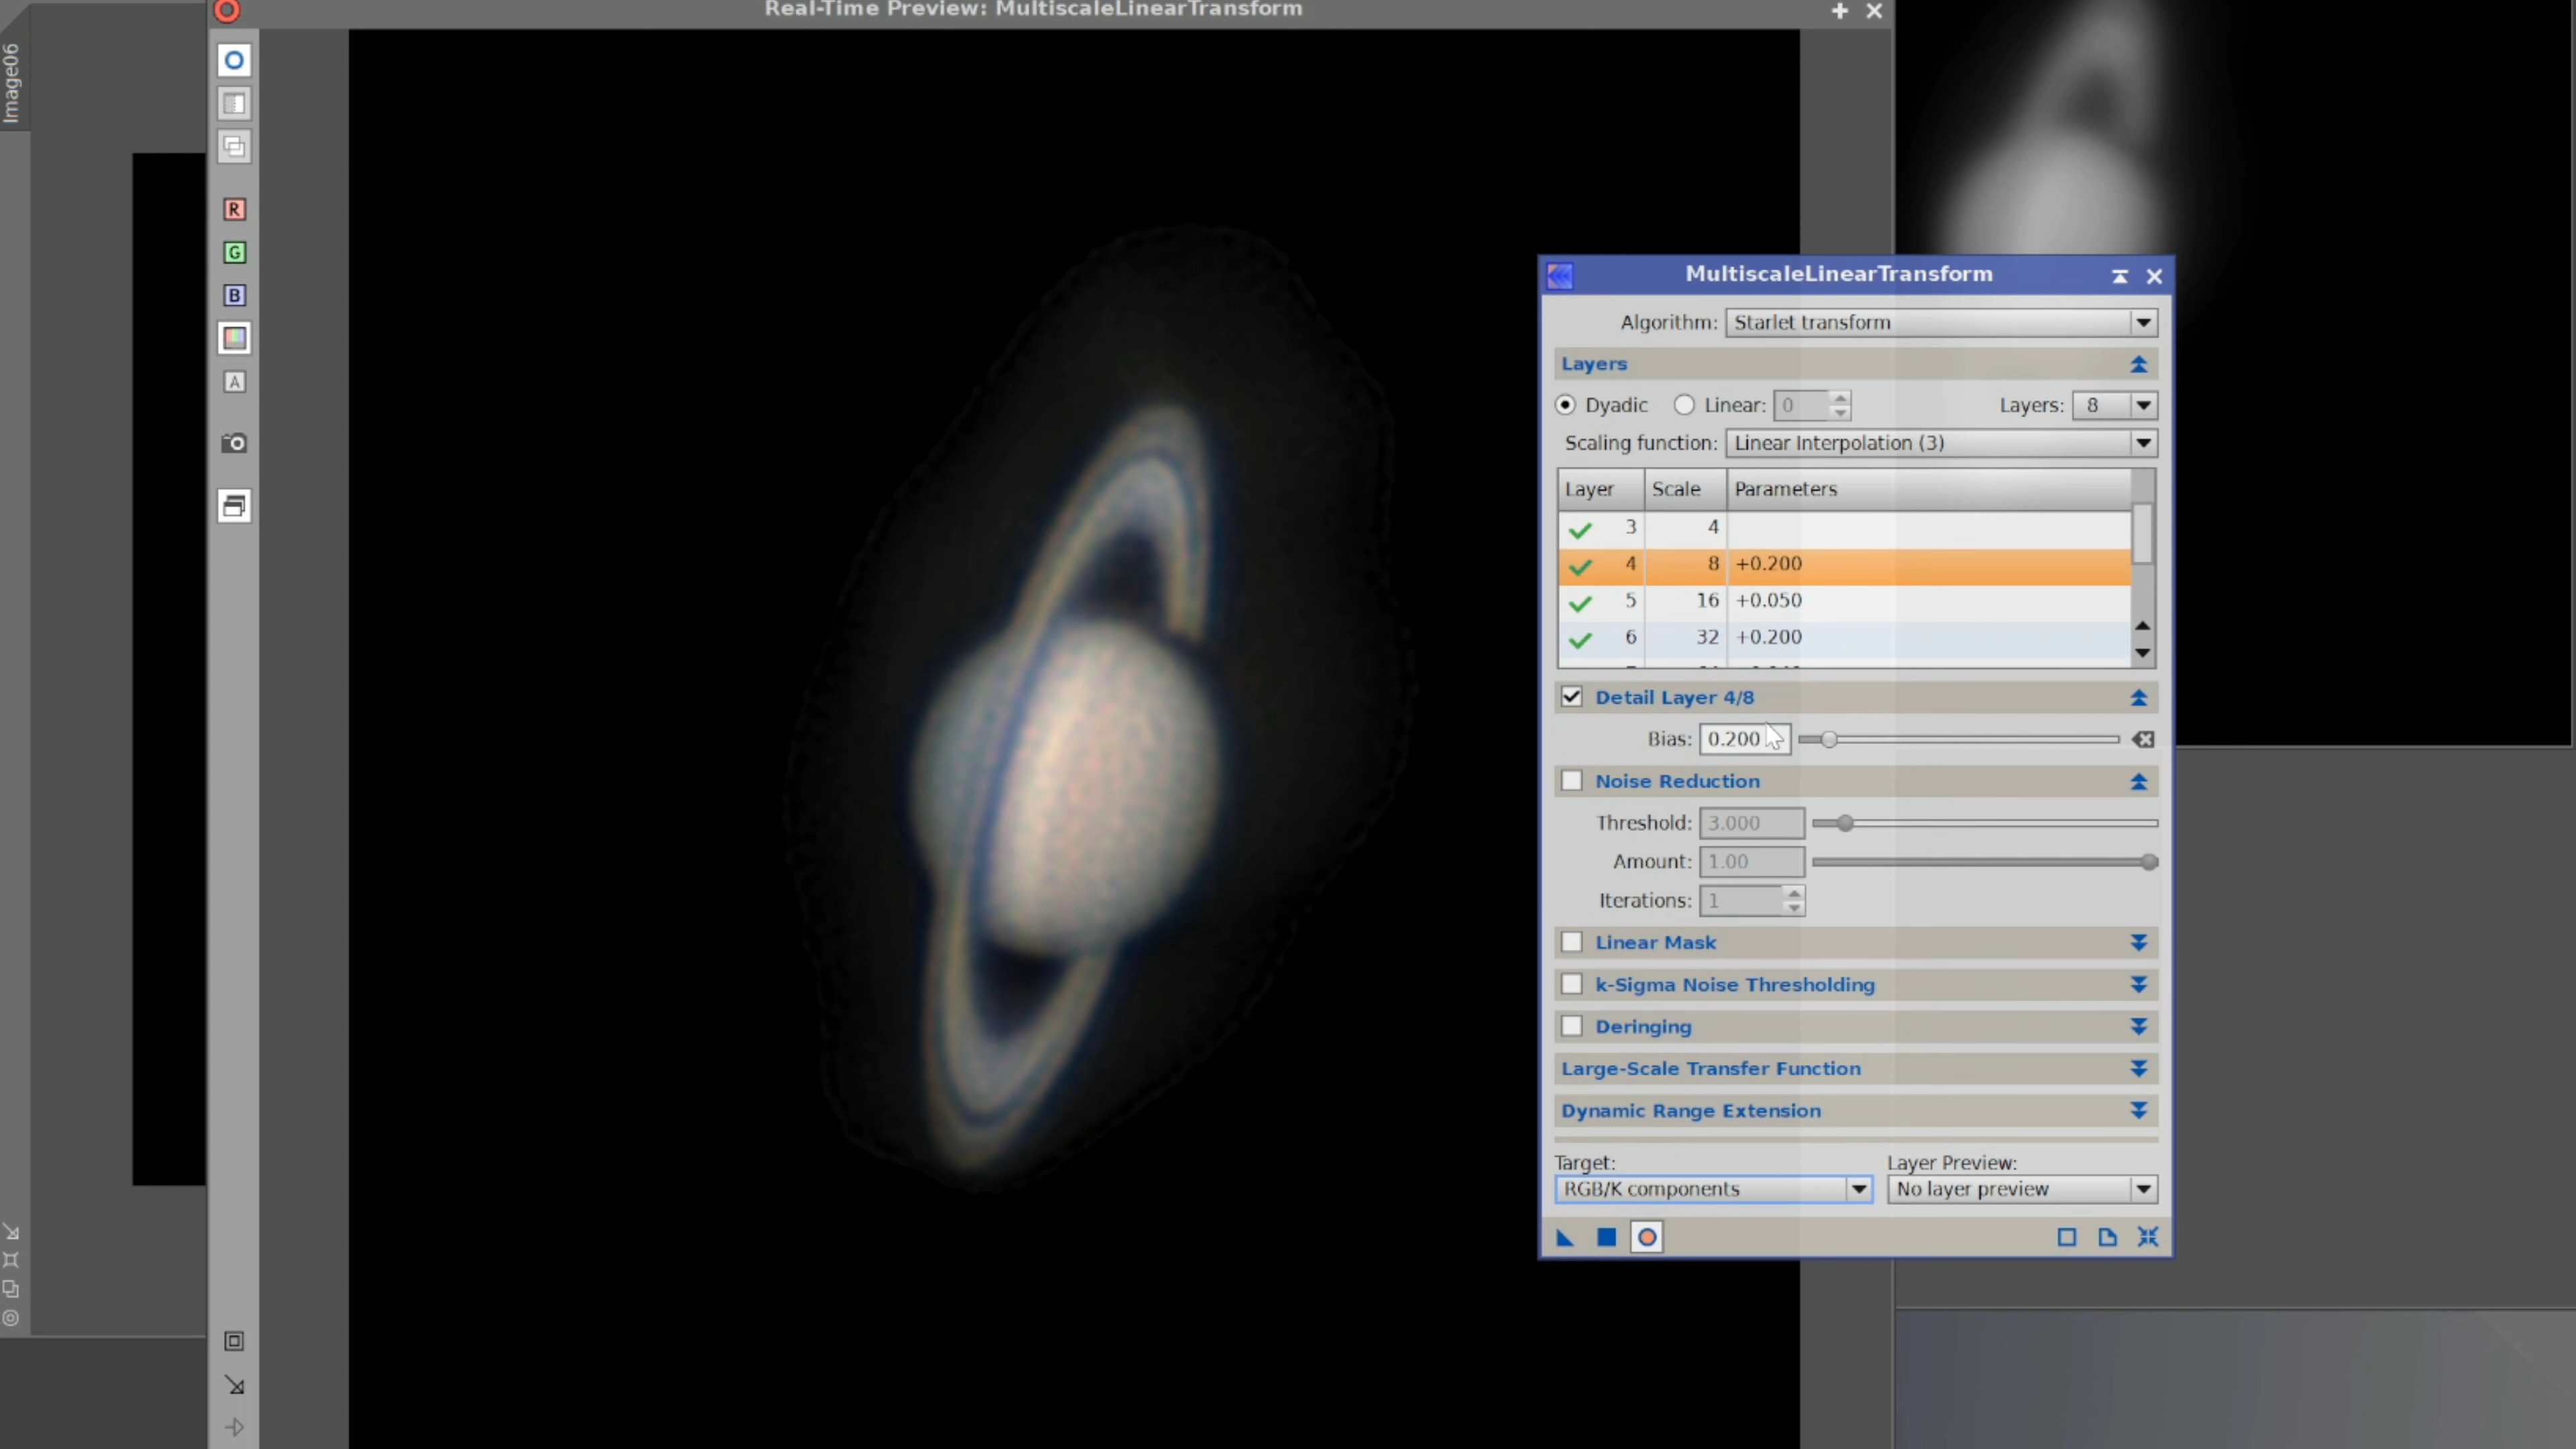 Real-Time Preview: MultiscaleLinearTransform
Image06
R
G
B
A
MultiscaleLinearTransform
Algorithm: Starlet transform
Layers
Dyadic Linear: 0 Layers: 8
Scaling function: Linear Interpolation (3)
Layer Scale Parameters
3 4
4 8 +0.200
5 16 +0.050
6 32 +0.200
Detail Layer 4/8
Bias: 0.200
Noise Reduction
Threshold: 3.000
Amount: 1.00
Iterations: 1
Linear Mask
k-Sigma Noise Thresholding
Deringing
Large-Scale Transfer Function
Dynamic Range Extension
Target: Layer Preview:
RGB/K components No layer preview